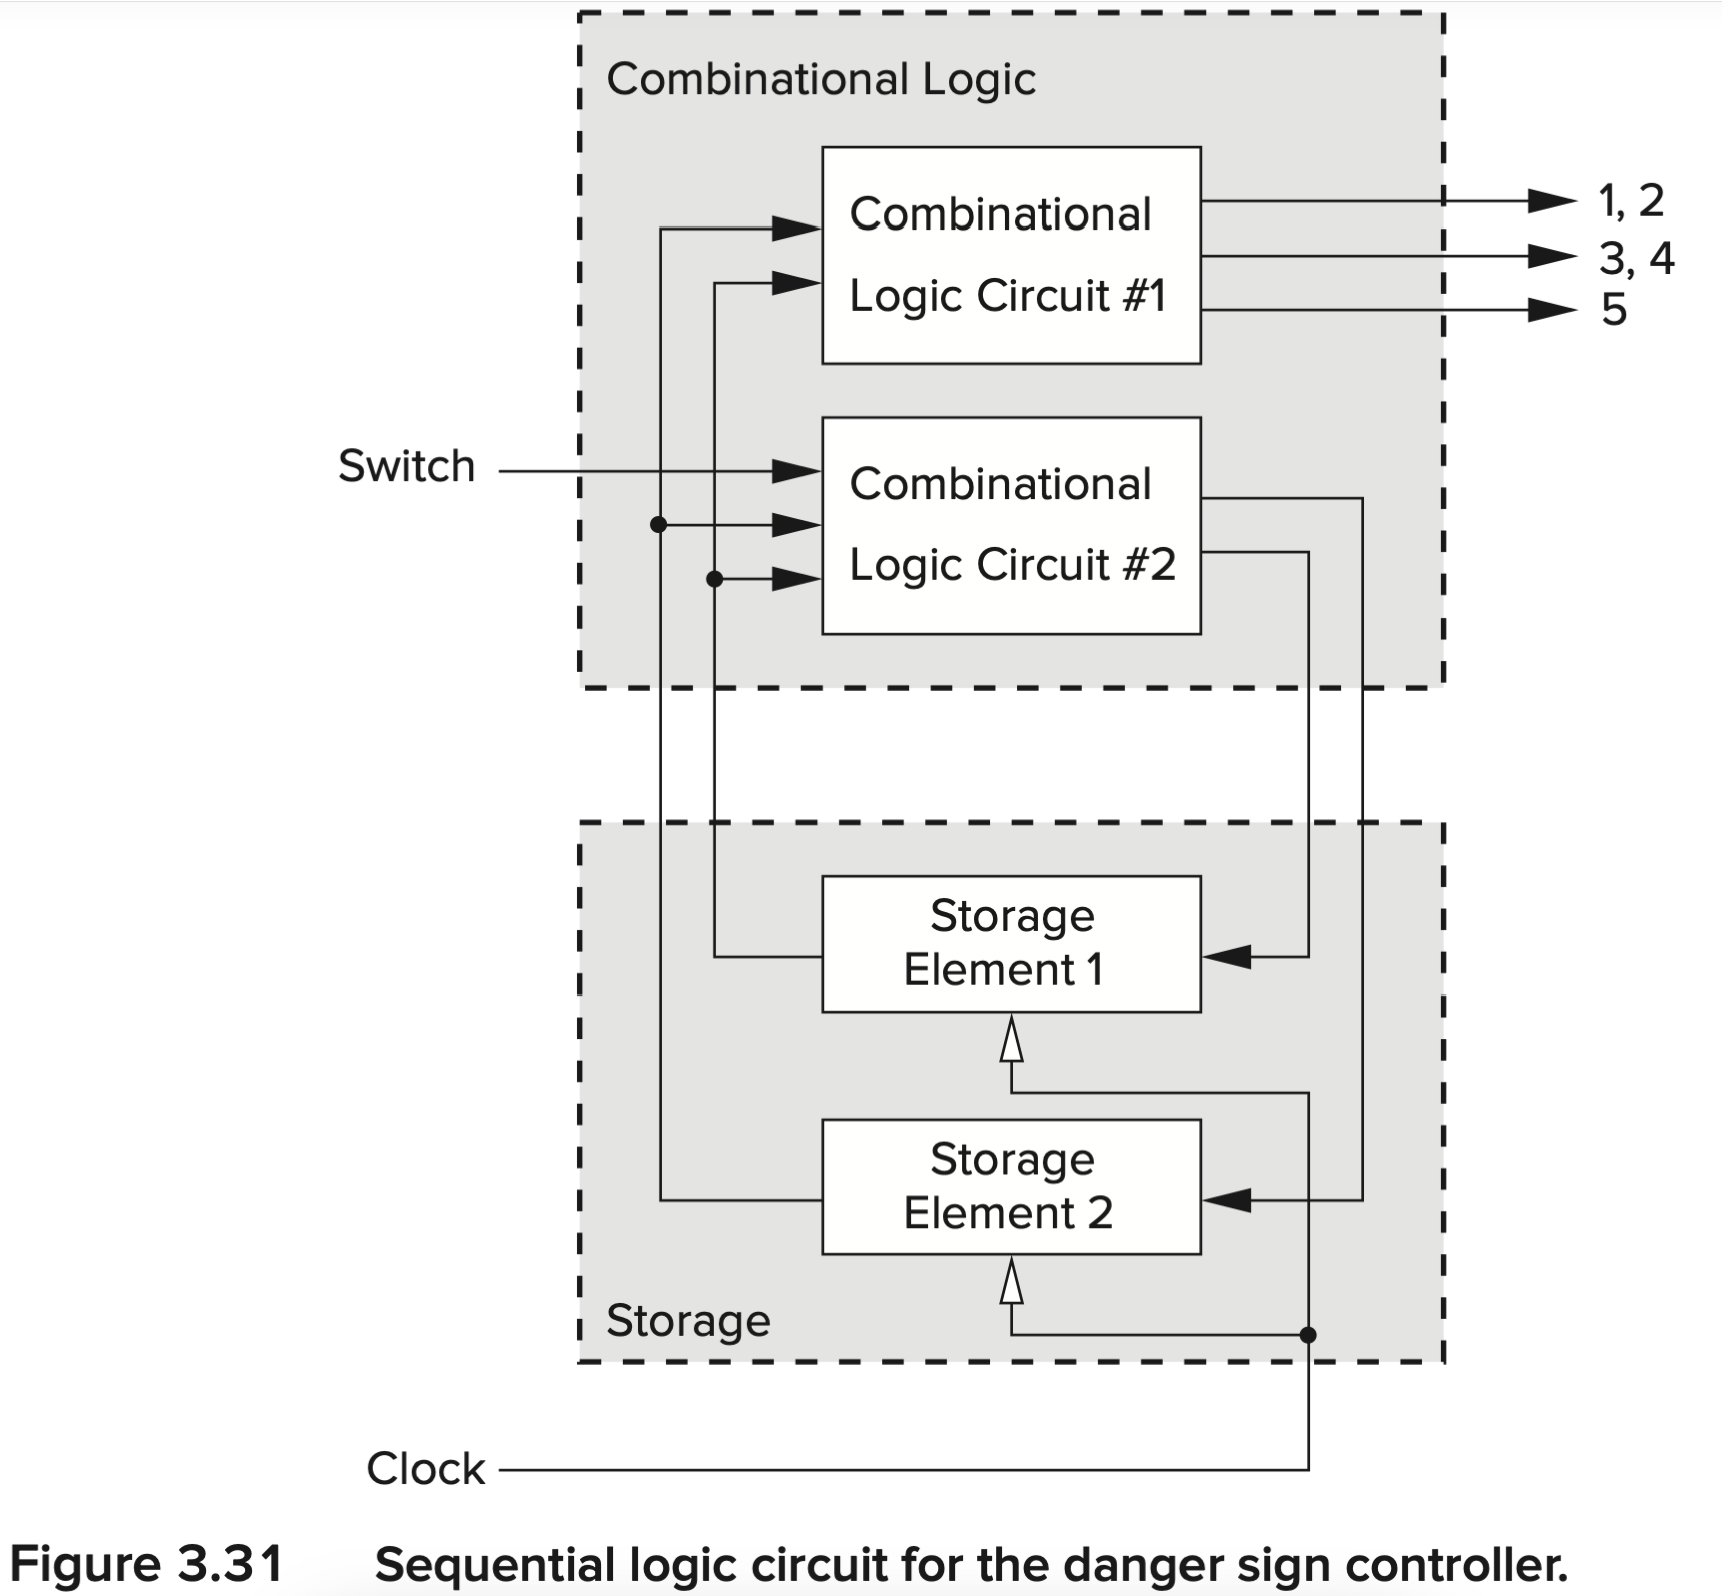 Combinational Logic
Combinational
Logic Circuit #1
1, 2
3, 4
5
Switch
Combinational
Logic Circuit #2
Storage
Element 1
Storage
Element 2
Storage
Clock
Figure 3.31 Sequential logic circuit for the danger sign controller.